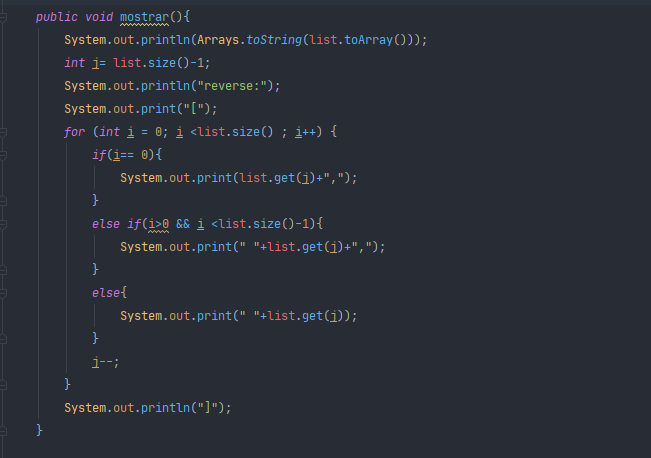 public void mostrar(){
System.out.println(Arrays.toString(list.toArray()));
int j= list.size()-1;
System.out.println("reverse:");
System.out.print("[");
for (int i = 0; i <list.size() ; i++) {
if(i== 0){
System.out.print(list.get(j)+",");
}
else if(i>0 && i <list.size()-1){
System.out.print(" "+list.get(j)+",");
}
else{
System.out.print(" "+list.get(j));
}
j--;
}
System.out.println("]");
}